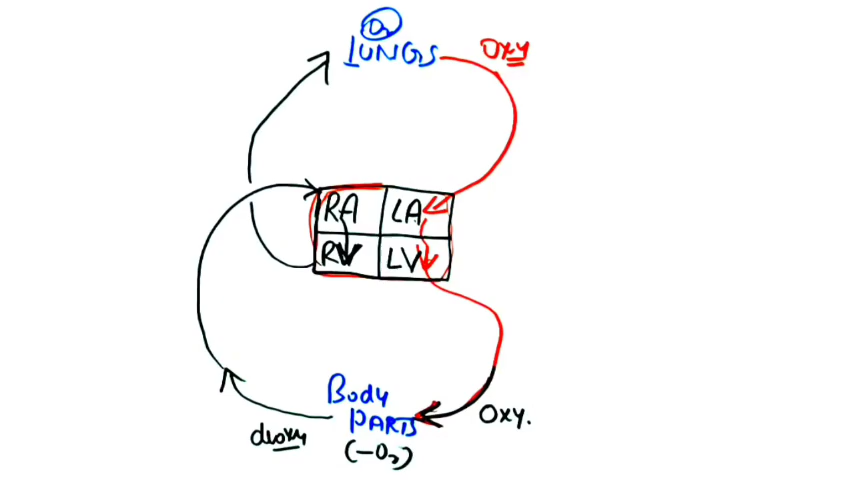 O₂
LUNGS
Oxy
RA LA
RV LV
Body
PARTS
Oxy.
deoxy
(-O₂)